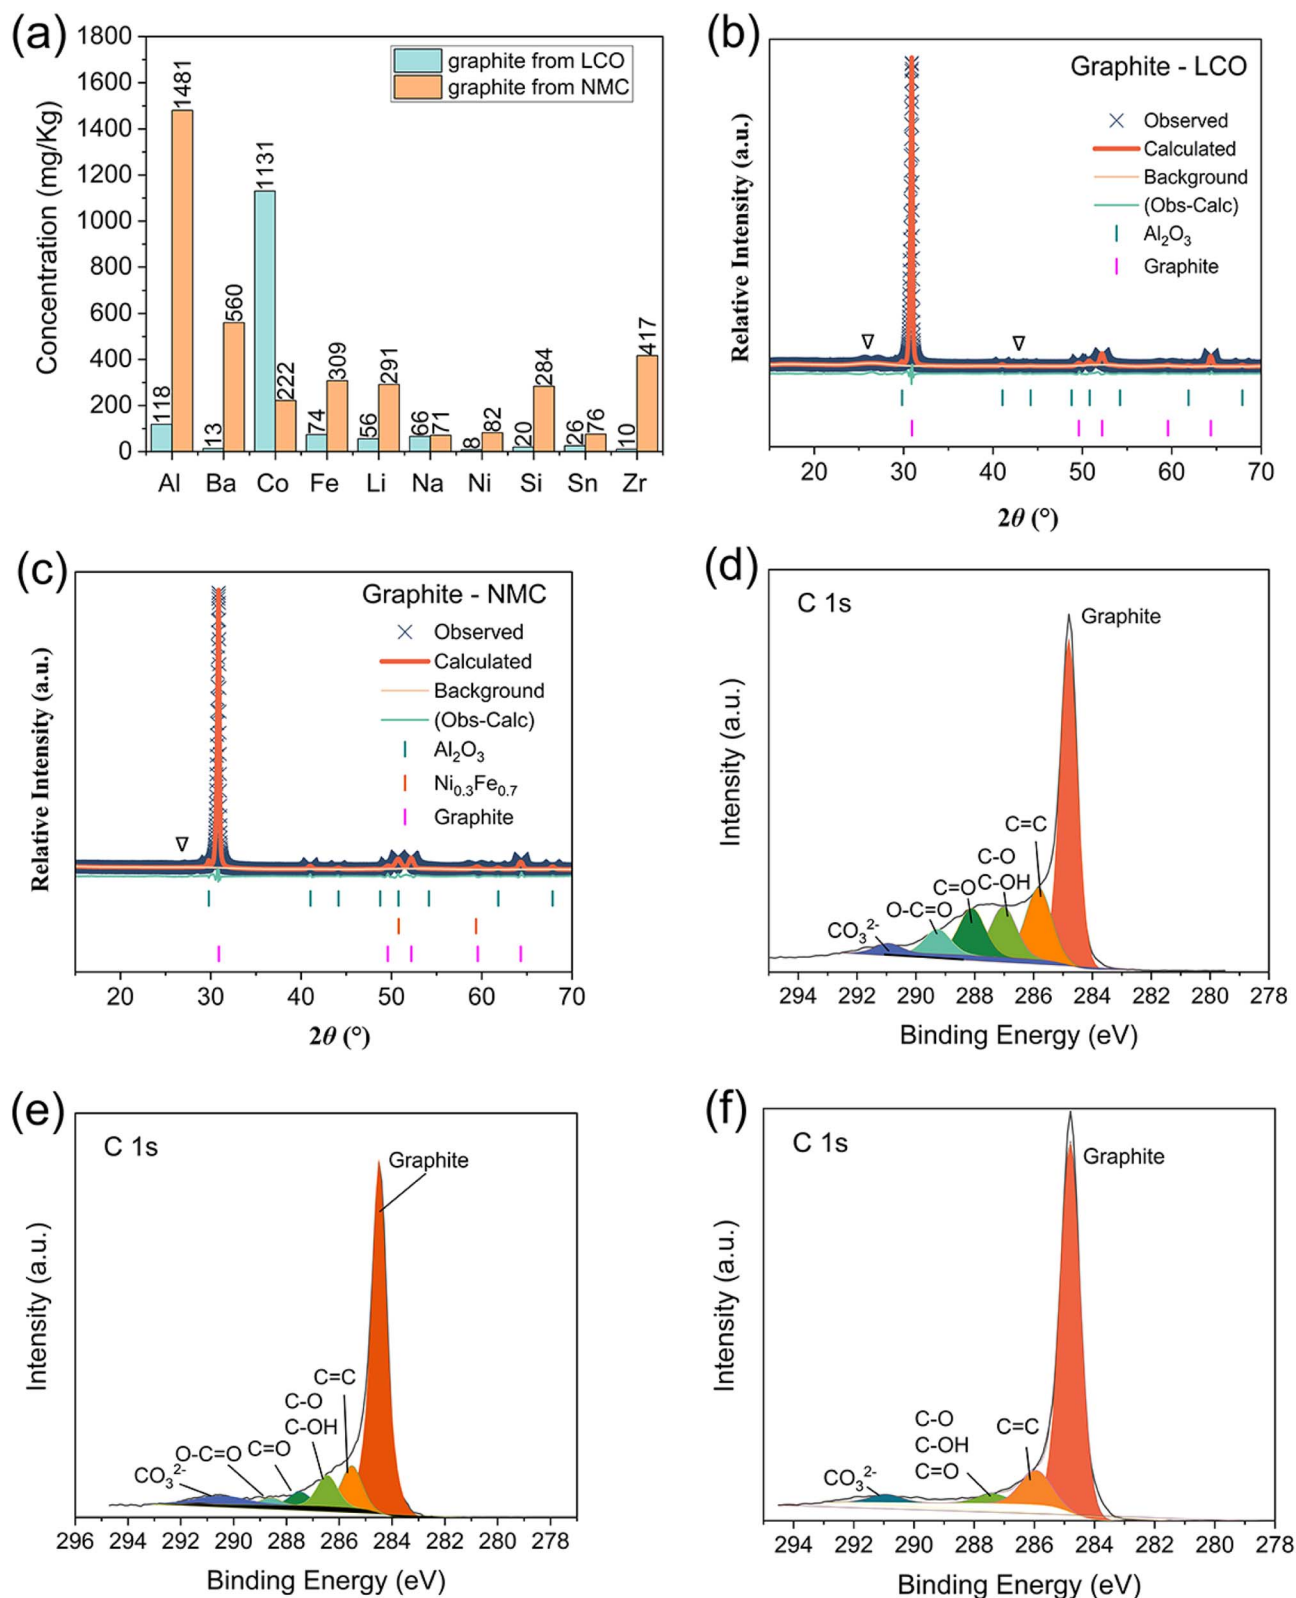 (a)
1800
1600
1400
1200
1000
800
600
400
200
0
Concentration (mg/Kg)
graphite from LCO
graphite from NMC
118
1481
13
560
1131
222
74
309
56
291
66
71
8
82
20
284
26
76
10
417
Al Ba Co Fe Li Na Ni Si Sn Zr
(b)
Graphite - LCO
Observed
Calculated
Background
(Obs-Calc)
Al₂O₃
Graphite
Relative Intensity (a.u.)
20 30 40 50 60 70
2θ (°)
(c)
Graphite - NMC
Observed
Calculated
Background
(Obs-Calc)
Al₂O₃
Ni₀.₃Fe₀.₇
Graphite
Relative Intensity (a.u.)
20 30 40 50 60 70
2θ (°)
(d)
C 1s
Graphite
C=C
C-O
C-OH
C=O
O-C=O
CO₃²⁻
Intensity (a.u.)
294 292 290 288 286 284 282 280 278
Binding Energy (eV)
(e)
C 1s
Graphite
C=C
C-O
C-OH
C=O
O-C=O
CO₃²⁻
Intensity (a.u.)
296 294 292 290 288 286 284 282 280 278
Binding Energy (eV)
(f)
C 1s
Graphite
C-O
C-OH
C=O
C=C
CO₃²⁻
Intensity (a.u.)
294 292 290 288 286 284 282 280 278
Binding Energy (eV)